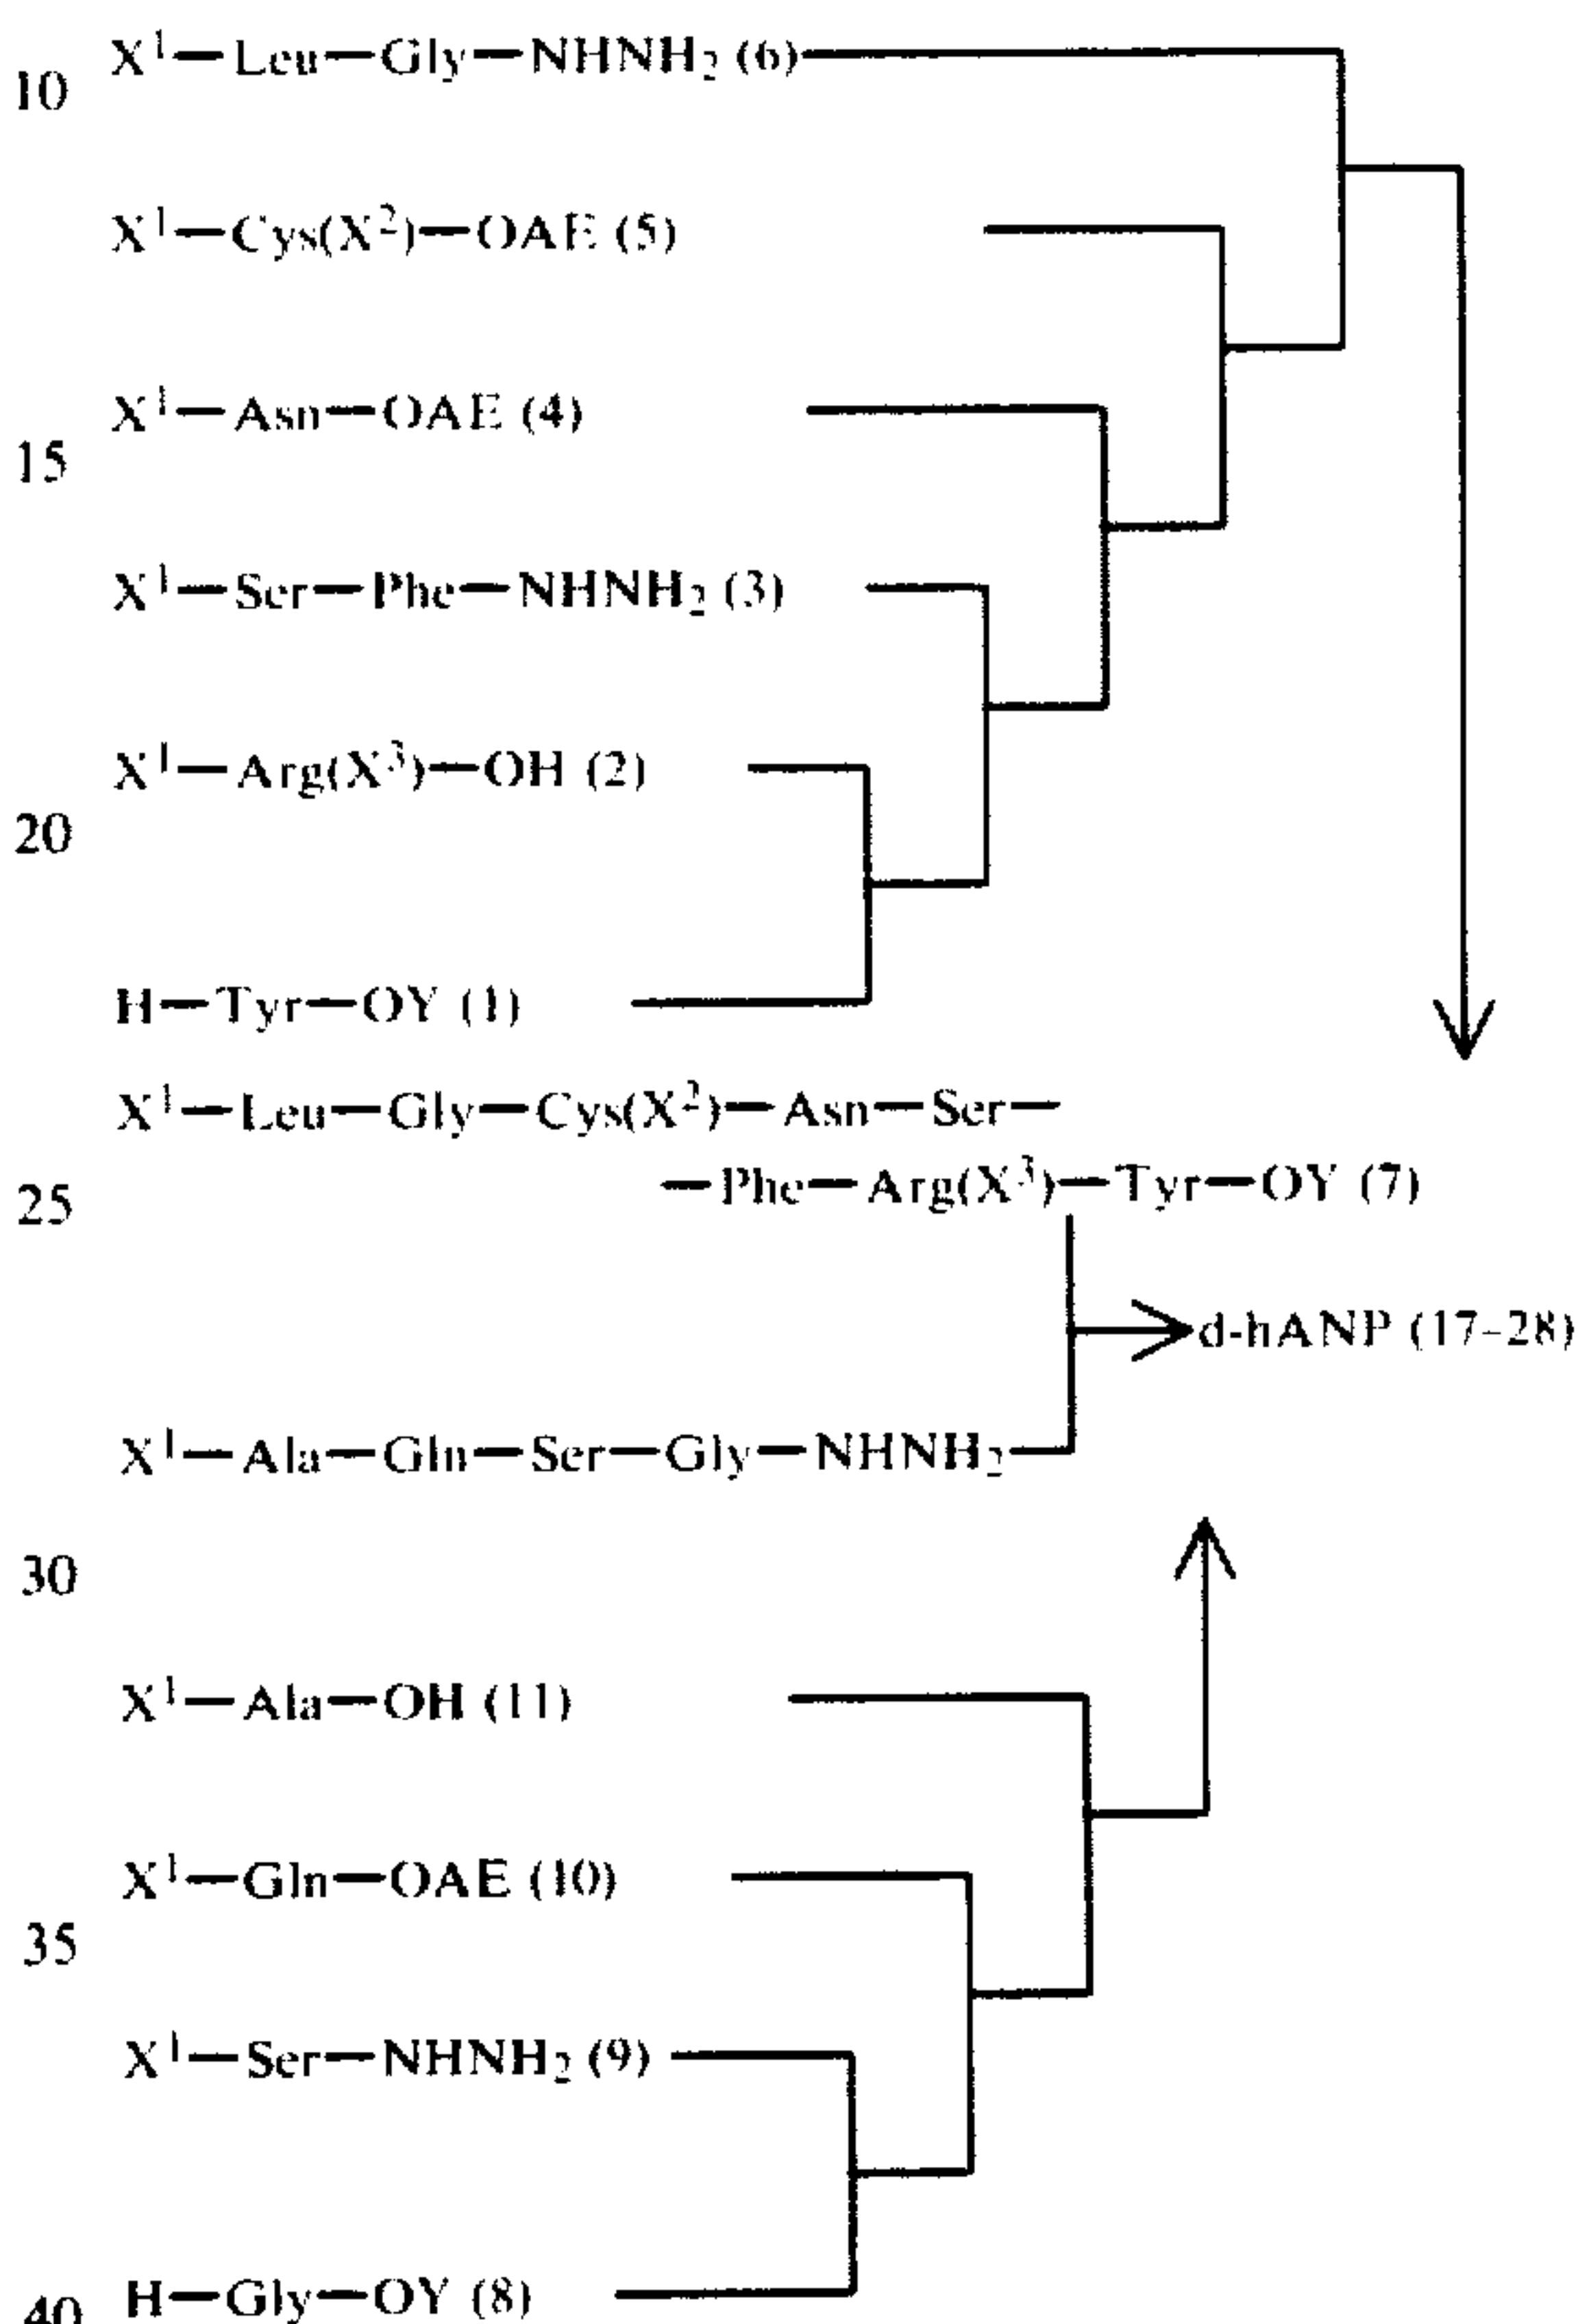 X¹—Leu—Gly—NHNH₂ (6)
10
X¹—Cys(X²)—OAE (5)
X¹—Asn—OAE (4)
15
X¹—Ser—Phe—NHNH₂ (3)
X¹—Arg(X³)—OH (2)
20
H—Tyr—OY (1)
X¹—Leu—Gly—Cys(X²)—Asn—Ser—
—Phe—Arg(X³)—Tyr—OY (7)
25
d-hANP (17–28)
X¹—Ala—Gln—Ser—Gly—NHNH₂
30
X¹—Ala—OH (11)
X¹—Gln—OAE (10)
35
X¹—Ser—NHNH₂ (9)
H—Gly—OY (8)
40